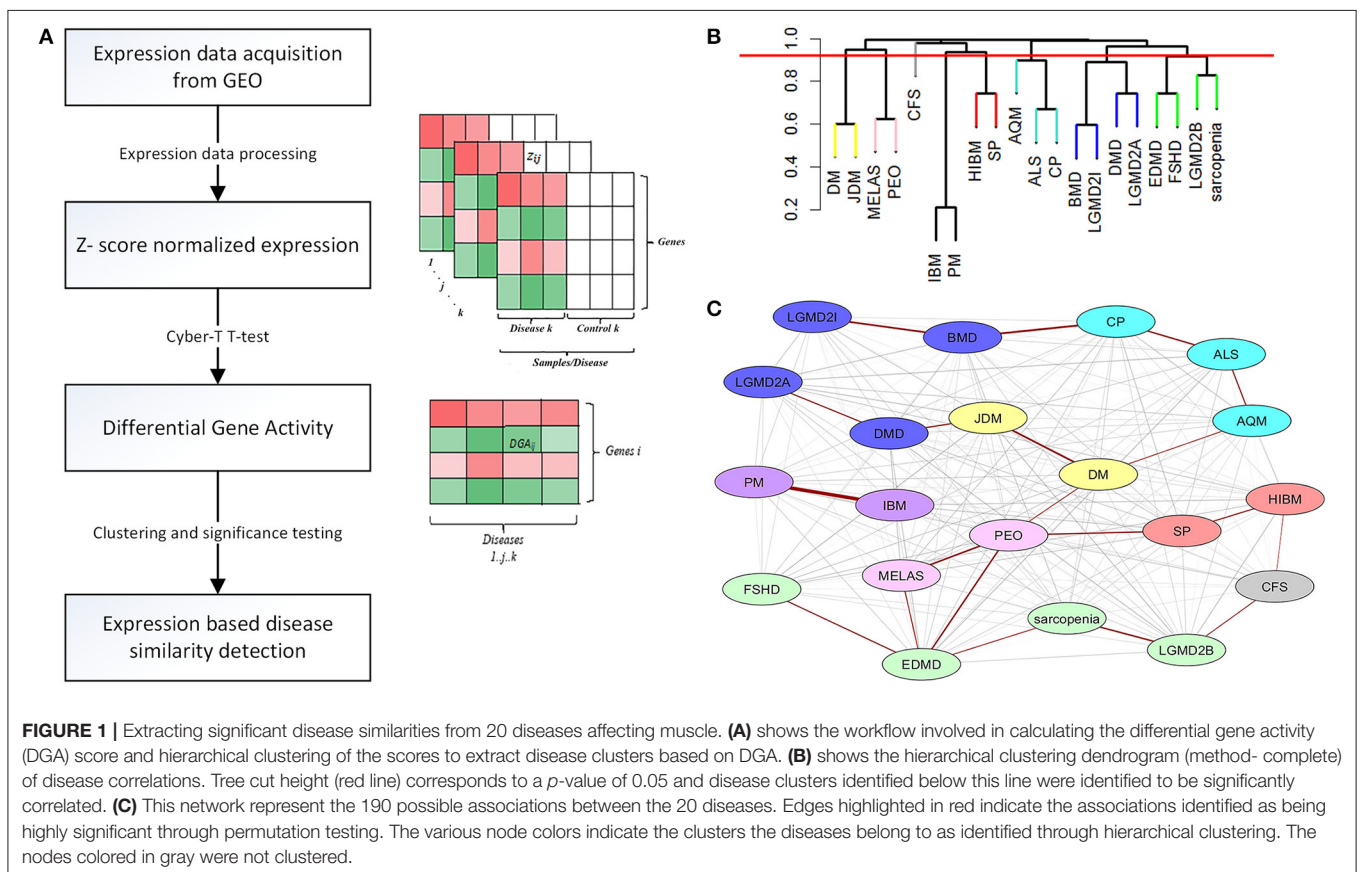 A
Expression data acquisition
from GEO
Expression data processing
Z- score normalized expression
Cyber-T T-test
Differential Gene Activity
Clustering and significance testing
Expression based disease
similarity detection
z_ij
Genes
1
j
k
Disease k
Control k
Samples/Disease
DGA_ij
Genes i
Diseases
1..j..k
B
1.0
0.8
0.6
0.4
0.2
DM
JDM
MELAS
PEO
CFS
IBM
PM
HIBM
SP
AQM
ALS
CP
BMD
LGMD2I
DMD
LGMD2A
EDMD
FSHD
LGMD2B
sarcopenia
C
LGMD2I
BMD
CP
ALS
LGMD2A
DMD
JDM
AQM
DM
PM
IBM
HIBM
SP
PEO
MELAS
FSHD
CFS
sarcopenia
LGMD2B
EDMD
FIGURE 1 | Extracting significant disease similarities from 20 diseases affecting muscle. (A) shows the workflow involved in calculating the differential gene activity
(DGA) score and hierarchical clustering of the scores to extract disease clusters based on DGA. (B) shows the hierarchical clustering dendrogram (method- complete)
of disease correlations. Tree cut height (red line) corresponds to a p-value of 0.05 and disease clusters identified below this line were identified to be significantly
correlated. (C) This network represent the 190 possible associations between the 20 diseases. Edges highlighted in red indicate the associations identified as being
highly significant through permutation testing. The various node colors indicate the clusters the diseases belong to as identified through hierarchical clustering. The
nodes colored in gray were not clustered.